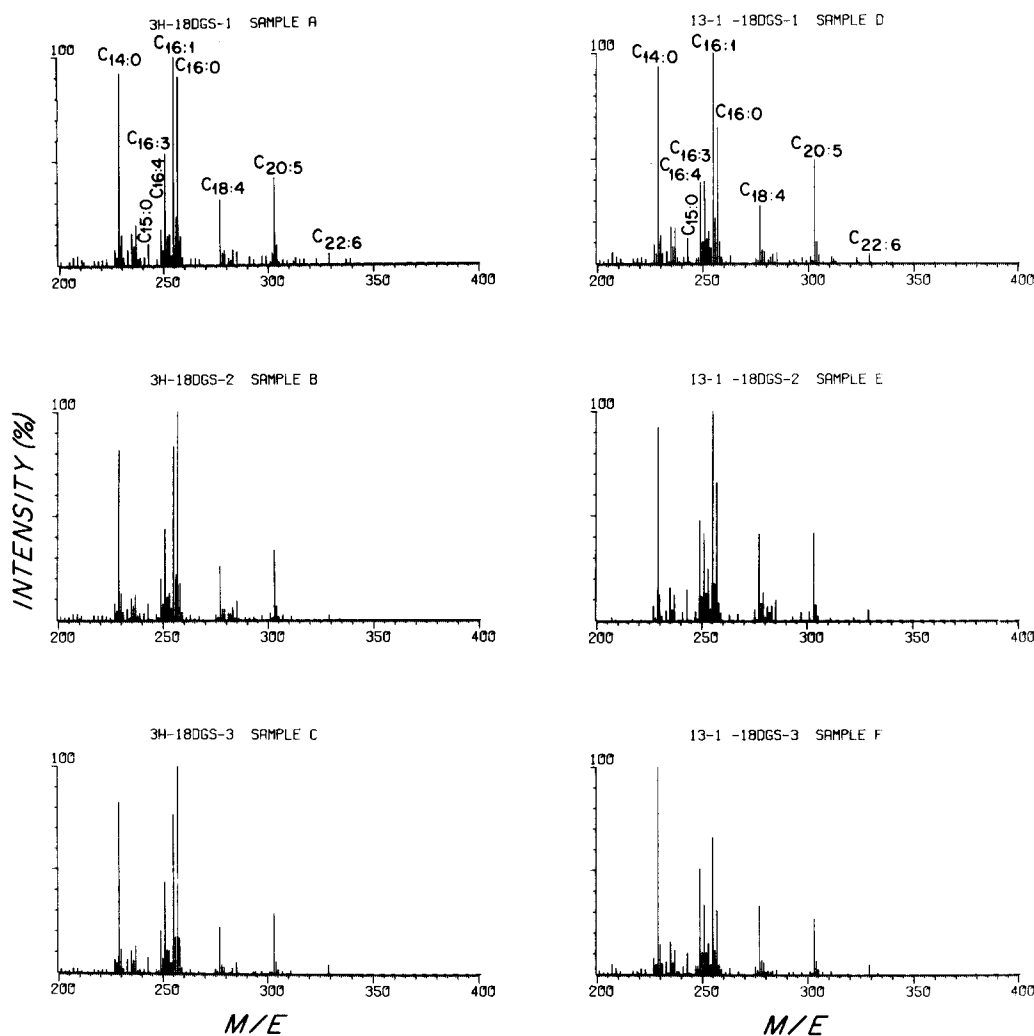 3H-18DGS-1 SAMPLE A
100
C14:0
C16:1
C16:0
C16:3
C16:4
C15:0
C18:4
C20:5
C22:6
200 250 300 350 400
13-1 -18DGS-1 SAMPLE D
100
C14:0
C16:1
C16:0
C16:3
C16:4
C15:0
C18:4
C20:5
C22:6
200 250 300 350 400
INTENSITY (%)
3H-18DGS-2 SAMPLE B
100
200 250 300 350 400
13-1 -18DGS-2 SAMPLE E
100
200 250 300 350 400
3H-18DGS-3 SAMPLE C
100
200 250 300 350 400
M/E
13-1 -18DGS-3 SAMPLE F
100
200 250 300 350 400
M/E